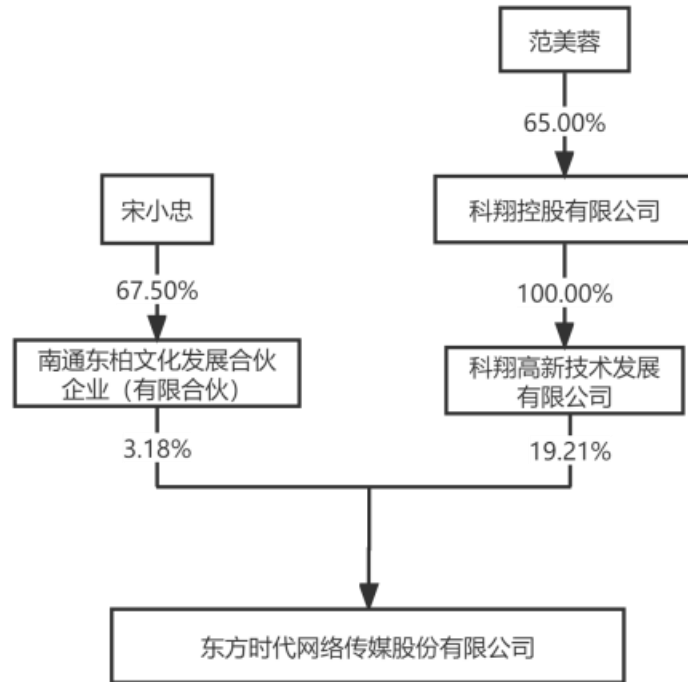 范美蓉
65.00%
宋小忠
科翔控股有限公司
67.50%
100.00%
南通东柏文化发展合伙
企业（有限合伙）
科翔高新技术发展
有限公司
3.18%
19.21%
东方时代网络传媒股份有限公司